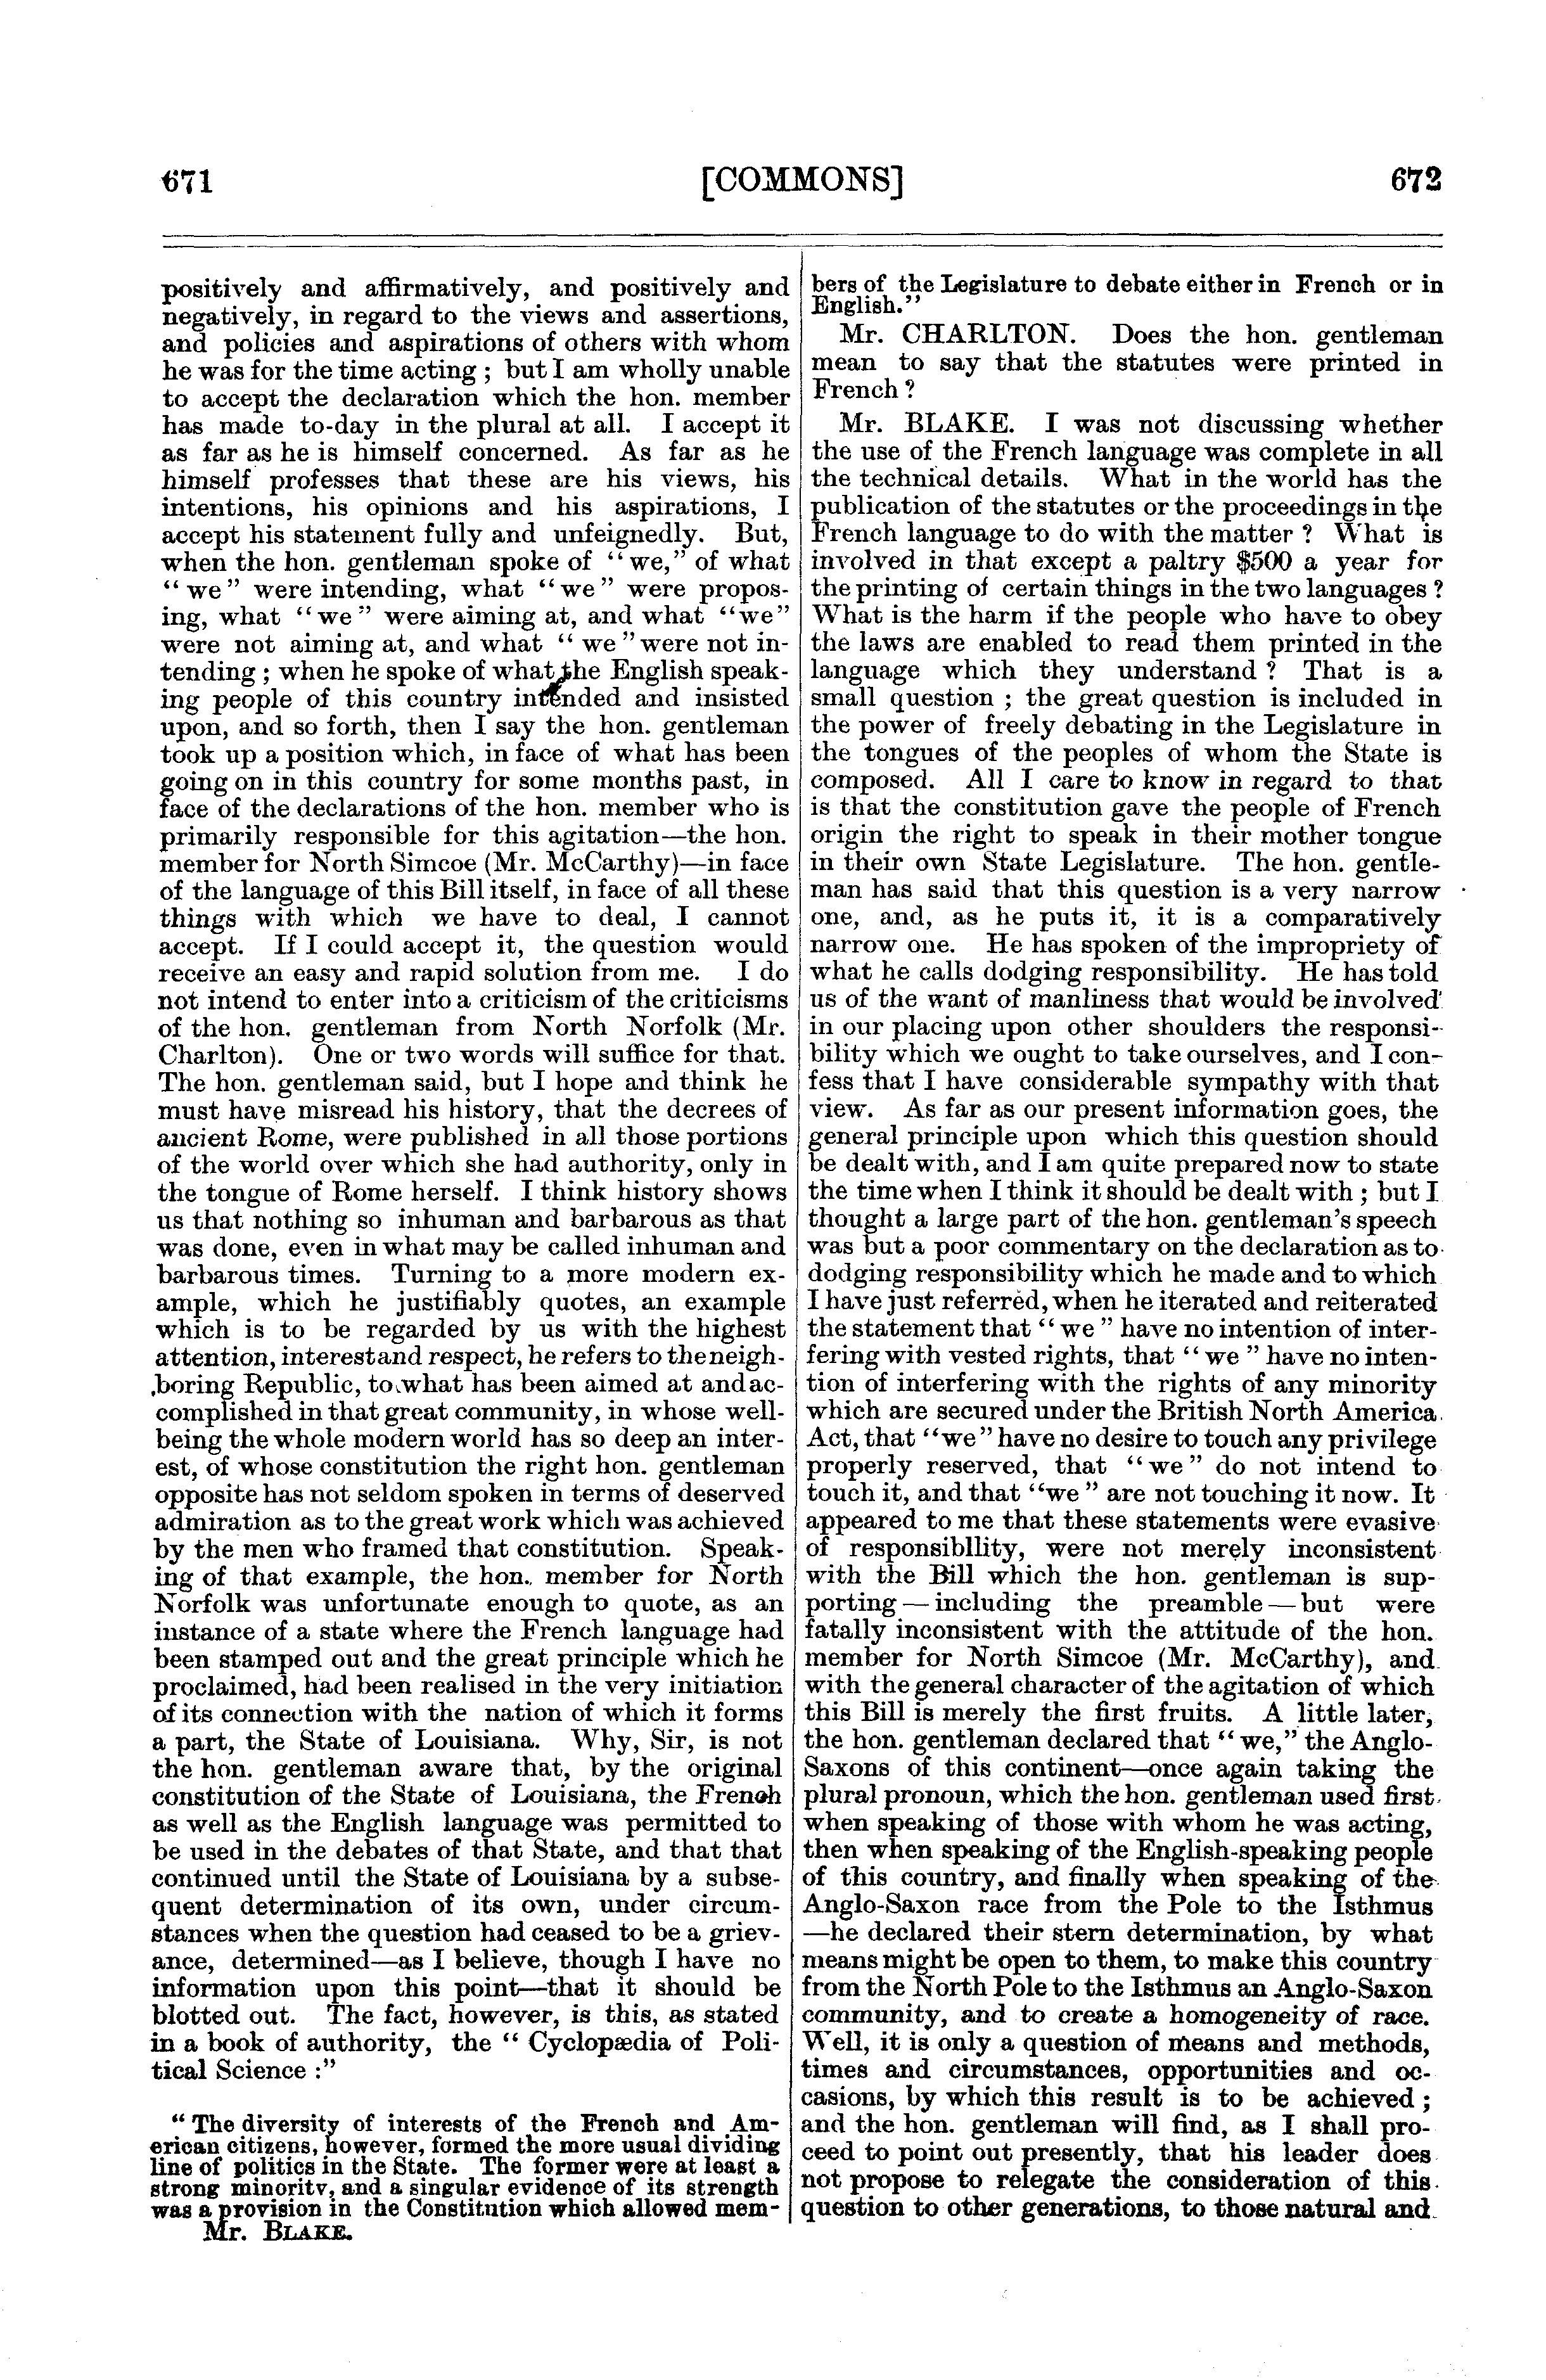 671 [COMMONS] 672
positively and affirmatively, and positively and
negatively, in regard to the views and assertions,
and policies and aspirations of others with whom
he was for the time acting ; but I am wholly unable
to accept the declaration which the hon. member
has made to-day in the plural at all. I accept it
as far as he is himself concerned. As far as he
himself professes that these are his views, his
intentions, his opinions and his aspirations, I
accept his statement fully and unfeignedly. But,
when the hon. gentleman spoke of "we," of what
"we" were intending, what "we" were propos-
ing, what "we" were aiming at, and what "we"
were not aiming at, and what "we" were not in-
tending ; when he spoke of what the English speak-
ing people of this country intended and insisted
upon, and so forth, then I say the hon. gentleman
took up a position which, in face of what has been
going on in this country for some months past, in
face of the declarations of the hon. member who is
primarily responsible for this agitation—the hon.
member for North Simcoe (Mr. McCarthy)—in face
of the language of this Bill itself, in face of all these
things with which we have to deal, I cannot
accept. If I could accept it, the question would
receive an easy and rapid solution from me. I do
not intend to enter into a criticism of the criticisms
of the hon. gentleman from North Norfolk (Mr.
Charlton). One or two words will suffice for that.
The hon. gentleman said, but I hope and think he
must have misread his history, that the decrees of
ancient Rome, were published in all those portions
of the world over which she had authority, only in
the tongue of Rome herself. I think history shows
us that nothing so inhuman and barbarous as that
was done, even in what may be called inhuman and
barbarous times. Turning to a more modern ex-
ample, which he justifiably quotes, an example
which is to be regarded by us with the highest
attention, interest and respect, he refers to the neigh-
boring Republic, to what has been aimed at and ac-
complished in that great community, in whose well-
being the whole modern world has so deep an inter-
est, of whose constitution the right hon. gentleman
opposite has not seldom spoken in terms of deserved
admiration as to the great work which was achieved
by the men who framed that constitution. Speak-
ing of that example, the hon. member for North
Norfolk was unfortunate enough to quote, as an
instance of a state where the French language had
been stamped out and the great principle which he
proclaimed, had been realised in the very initiation
of its connection with the nation of which it forms
a part, the State of Louisiana. Why, Sir, is not
the hon. gentleman aware that, by the original
constitution of the State of Louisiana, the French
as well as the English language was permitted to
be used in the debates of that State, and that that
continued until the State of Louisiana by a subse-
quent determination of its own, under circum-
stances when the question had ceased to be a griev-
ance, determined—as I believe, though I have no
information upon this point—that it should be
blotted out. The fact, however, is this, as stated
in a book of authority, the "Cyclopædia of Poli-
tical Science :"
"The diversity of interests of the French and Am-
erican citizens, however, formed the more usual dividing
line of politics in the State. The former were at least a
strong minority, and a singular evidence of its strength
was a provision in the Constitution which allowed mem-
Mr. BLAKE.
bers of the Legislature to debate either in French or in
English."
Mr. CHARLTON. Does the hon. gentleman
mean to say that the statutes were printed in
French ?
Mr. BLAKE. I was not discussing whether
the use of the French language was complete in all
the technical details. What in the world has the
publication of the statutes or the proceedings in the
French language to do with the matter ? What is
involved in that except a paltry $500 a year for
the printing of certain things in the two languages ?
What is the harm if the people who have to obey
the laws are enabled to read them printed in the
language which they understand ? That is a
small question ; the great question is included in
the power of freely debating in the Legislature in
the tongues of the peoples of whom the State is
composed. All I care to know in regard to that
is that the constitution gave the people of French
origin the right to speak in their mother tongue
in their own State Legislature. The hon. gentle-
man has said that this question is a very narrow
one, and, as he puts it, it is a comparatively
narrow one. He has spoken of the impropriety of
what he calls dodging responsibility. He has told
us of the want of manliness that would be involved
in our placing upon other shoulders the responsi-
bility which we ought to take ourselves, and I con-
fess that I have considerable sympathy with that
view. As far as our present information goes, the
general principle upon which this question should
be dealt with, and I am quite prepared now to state
the time when I think it should be dealt with ; but I
thought a large part of the hon. gentleman's speech
was but a poor commentary on the declaration as to
dodging responsibility which he made and to which
I have just referred, when he iterated and reiterated
the statement that "we" have no intention of inter-
fering with vested rights, that "we" have no inten-
tion of interfering with the rights of any minority
which are secured under the British North America
Act, that "we" have no desire to touch any privilege
properly reserved, that "we" do not intend to
touch it, and that "we" are not touching it now. It
appeared to me that these statements were evasive
of responsibllity, were not merely inconsistent
with the Bill which the hon. gentleman is sup-
porting — including the preamble — but were
fatally inconsistent with the attitude of the hon.
member for North Simcoe (Mr. McCarthy), and
with the general character of the agitation of which
this Bill is merely the first fruits. A little later,
the hon. gentleman declared that "we," the Anglo-
Saxons of this continent—once again taking the
plural pronoun, which the hon. gentleman used first
when speaking of those with whom he was acting,
then when speaking of the English-speaking people
of this country, and finally when speaking of the
Anglo-Saxon race from the Pole to the Isthmus
—he declared their stern determination, by what
means might be open to them, to make this country
from the North Pole to the Isthmus an Anglo-Saxon
community, and to create a homogeneity of race.
Well, it is only a question of means and methods,
times and circumstances, opportunities and oc-
casions, by which this result is to be achieved ;
and the hon. gentleman will find, as I shall pro-
ceed to point out presently, that his leader does
not propose to relegate the consideration of this
question to other generations, to those natural and